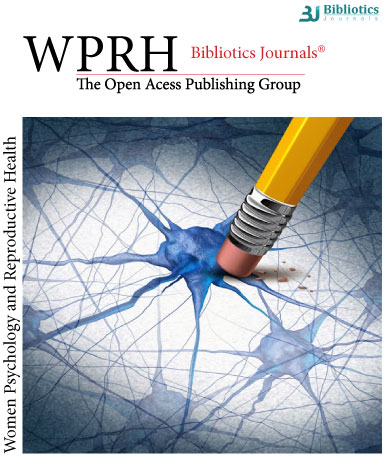 Bibliotics
Journals
WPRH Bibliotics Journals®
The Open Acess Publishing Group
Women Psychology and Reproductive Health